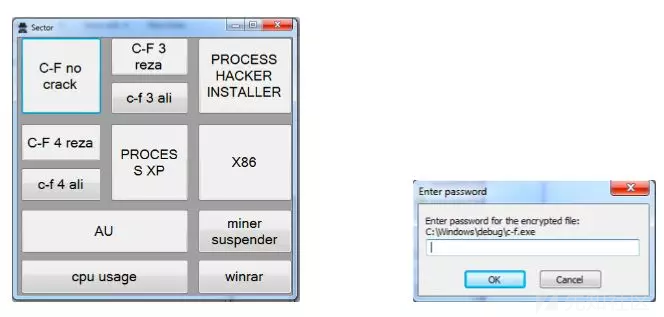 Sector
C-F no
crack
C-F 3
reza
c-f 3 ali
PROCESS
HACKER
INSTALLER
C-F 4 reza
c-f 4 ali
PROCES
S XP
X86
AU
miner
suspender
cpu usage
winrar
Enter password
Enter password for the encrypted file:
C:\Windows\debug\c-f.exe
OK
Cancel